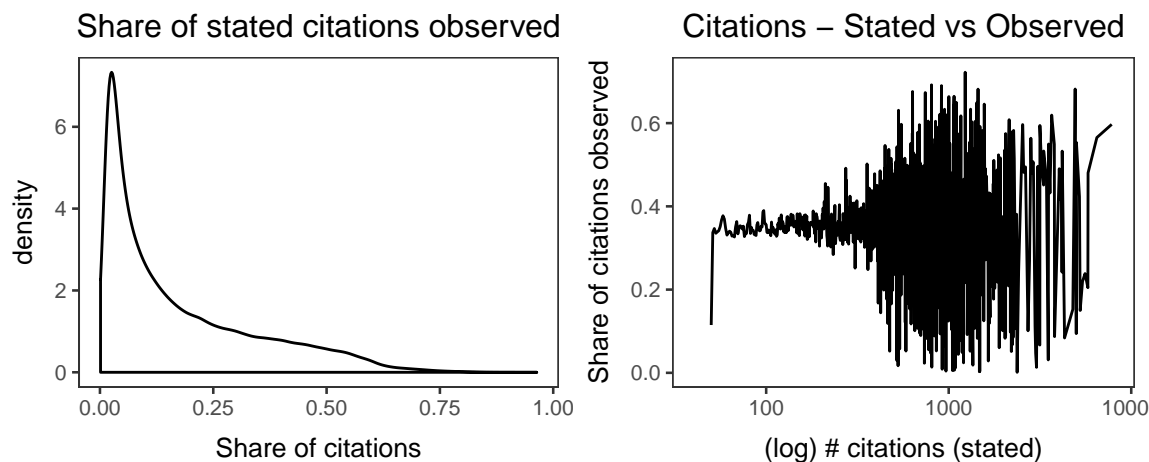 Share of stated citations observed
density
6
4
2
0
0.00 0.25 0.50 0.75 1.00
Share of citations
Citations – Stated vs Observed
Share of citations observed
0.6
0.4
0.2
0.0
100 1000 1000
(log) # citations (stated)